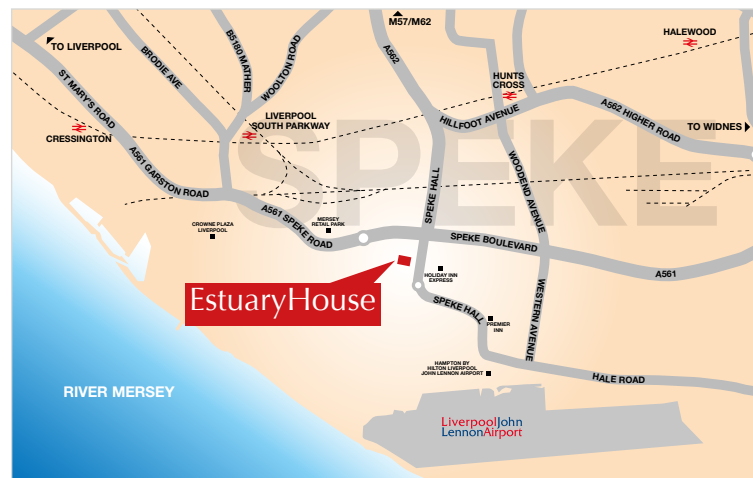 M57/M62
TO LIVERPOOL
BRODIE AVE
B5180 MATHER
WOOLTON ROAD
A562
HALEWOOD
HUNTS
CROSS
ST MARY'S ROAD
CRESSINGTON
LIVERPOOL
SOUTH PARKWAY
HILLFOOT AVENUE
A562 HIGHER ROAD
TO WIDNES
SPEKE
A561 GARSTON ROAD
WOODEND AVENUE
SPEKE HALL
CROWNE PLAZA
LIVERPOOL
A561 SPEKE ROAD
MERSEY
RETAIL PARK
SPEKE BOULEVARD
A561
HOLIDAY INN
EXPRESS
EstuaryHouse
SPEKE HALL
PREMIER
INN
WESTERN AVENUE
HAMPTON BY
HILTON LIVERPOOL
JOHN LENNON AIRPORT
HALE ROAD
RIVER MERSEY
LiverpoolJohn
LennonAirport